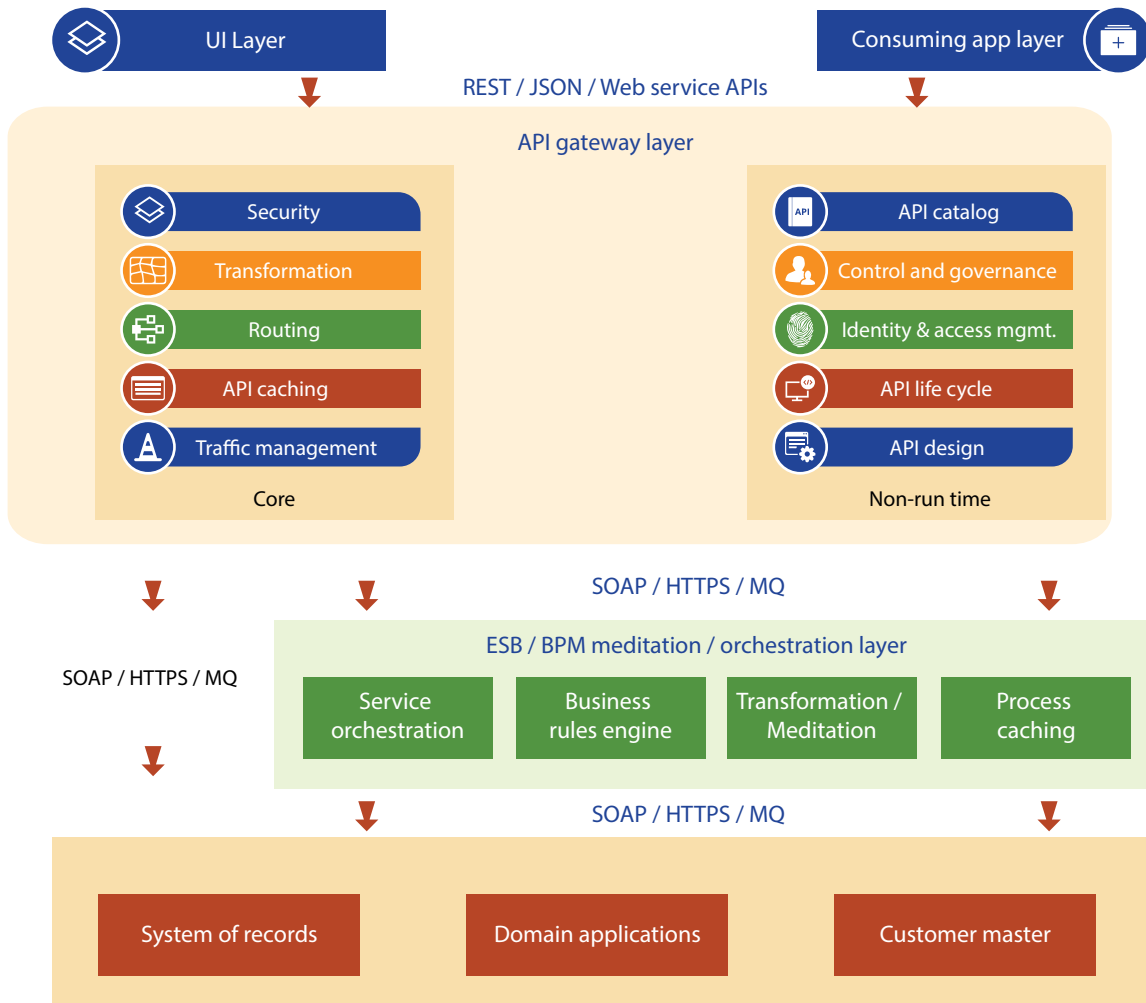 UI Layer
Consuming app layer
REST / JSON / Web service APIs
API gateway layer
Security
Transformation
Routing
API caching
Traffic management
Core
API
API catalog
Control and governance
Identity & access mgmt.
</>
API life cycle
API design
Non-run time
SOAP / HTTPS / MQ
SOAP / HTTPS / MQ
ESB / BPM meditation / orchestration layer
Service
orchestration
Business
rules engine
Transformation /
Meditation
Process
caching
SOAP / HTTPS / MQ
System of records
Domain applications
Customer master